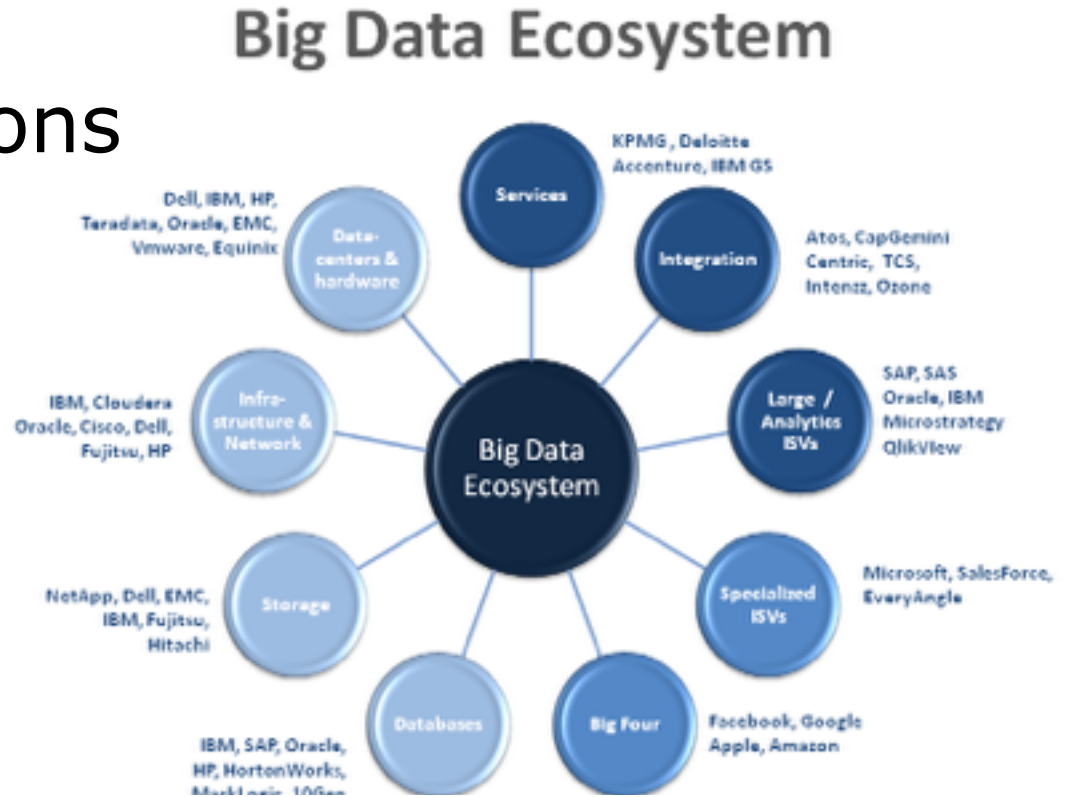 Big Data Ecosystem
ons
Services
KPMG, Deloitte
Accenture, IBM GS
Integration
Atos, CapGemini
Centric, TCS,
Intenzz, Ozone
Large /
Analytics
ISVs
SAP, SAS
Oracle, IBM
Microstrategy
QlikView
Specialized
ISVs
Microsoft, SalesForce,
EveryAngle
Big Four
Facebook, Google
Apple, Amazon
Databases
IBM, SAP, Oracle,
HP, HortonWorks,
MarkLogic, 10Gen
Storage
NetApp, Dell, EMC,
IBM, Fujitsu,
Hitachi
Infra-
structure &
Network
IBM, Cloudera
Oracle, Cisco, Dell,
Fujitsu, HP
Data-
centers &
hardware
Dell, IBM, HP,
Teradata, Oracle, EMC,
Vmware, Equinix
Big Data
Ecosystem